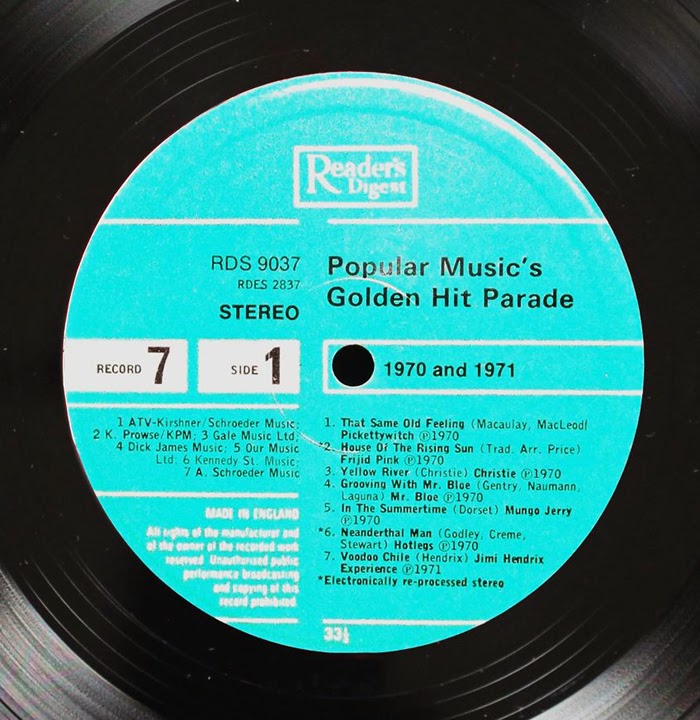 Reader's
Digest
RDS 9037
RDES 2837
STEREO
Popular Music's
Golden Hit Parade
RECORD 7
SIDE 1
1970 and 1971
1 ATV-Kirshner/Schroeder Music;
2 K. Prowse/KPM; 3 Gale Music Ltd;
4 Dick James Music; 5 Our Music
Ltd; 6 Kennedy St. Music;
7 A. Schroeder Music
MADE IN ENGLAND
All rights of the manufacturer and
of the owner of the recorded work
reserved Unauthorised public
performance broadcasting
and copying of this
record prohibited.
1. That Same Old Feeling (Macaulay, MacLeod)
Pickettywitch Ⓟ1970
*2. House Of The Rising Sun (Trad. Arr. Price)
Frijid Pink Ⓟ1970
3. Yellow River (Christie) Christie Ⓟ1970
4. Grooving With Mr. Bloe (Gentry, Naumann,
Laguna) Mr. Bloe Ⓟ1970
5. In The Summertime (Dorset) Mungo Jerry
Ⓟ1970
*6. Neanderthal Man (Godley, Creme,
Stewart) Hotlegs Ⓟ1970
7. Voodoo Chile (Hendrix) Jimi Hendrix
Experience Ⓟ1971
*Electronically re-processed stereo
33⅓